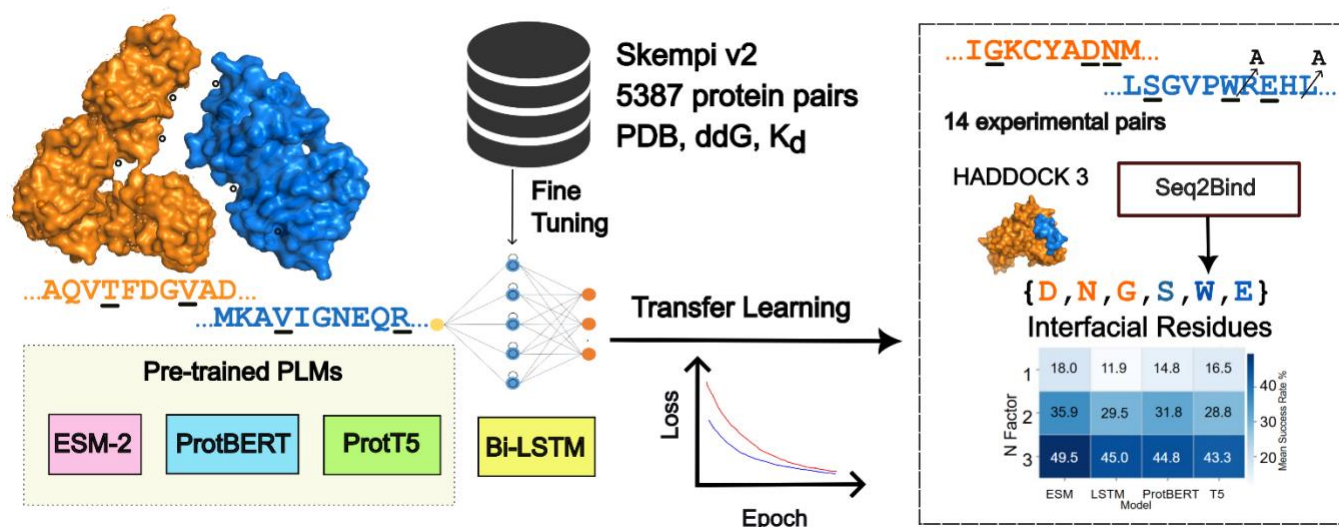 Skempi v2
5387 protein pairs
PDB, ddG, Kd
Fine
Tuning
...AQVTFDGVAD...
...MKAVIGNEQR...
Pre-trained PLMs
ESM-2
ProtBERT
ProtT5
Bi-LSTM
Transfer Learning
Loss
Epoch
...IGKCYADNM...
A
A
...LSGVPWREHL...
14 experimental pairs
HADDOCK 3
Seq2Bind
{D,N,G,S,W,E}
Interfacial Residues
1 18.0 11.9 14.8 16.5
2 35.9 29.5 31.8 28.8
3 49.5 45.0 44.8 43.3
N Factor
ESM LSTM ProtBERT T5
Model
40
30
20
Mean Success Rate %